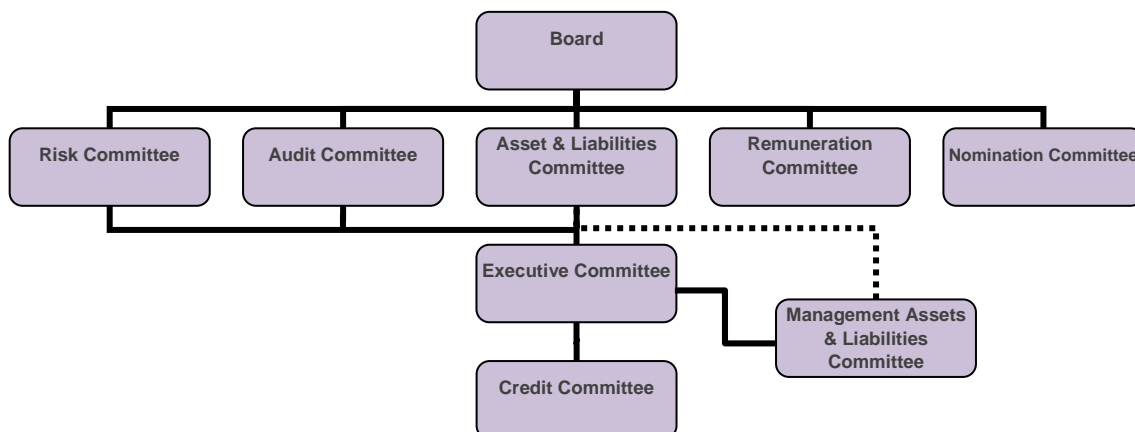 Board
Risk Committee
Audit Committee
Asset & Liabilities
Committee
Remuneration
Committee
Nomination Committee
Executive Committee
Management Assets
& Liabilities
Committee
Credit Committee